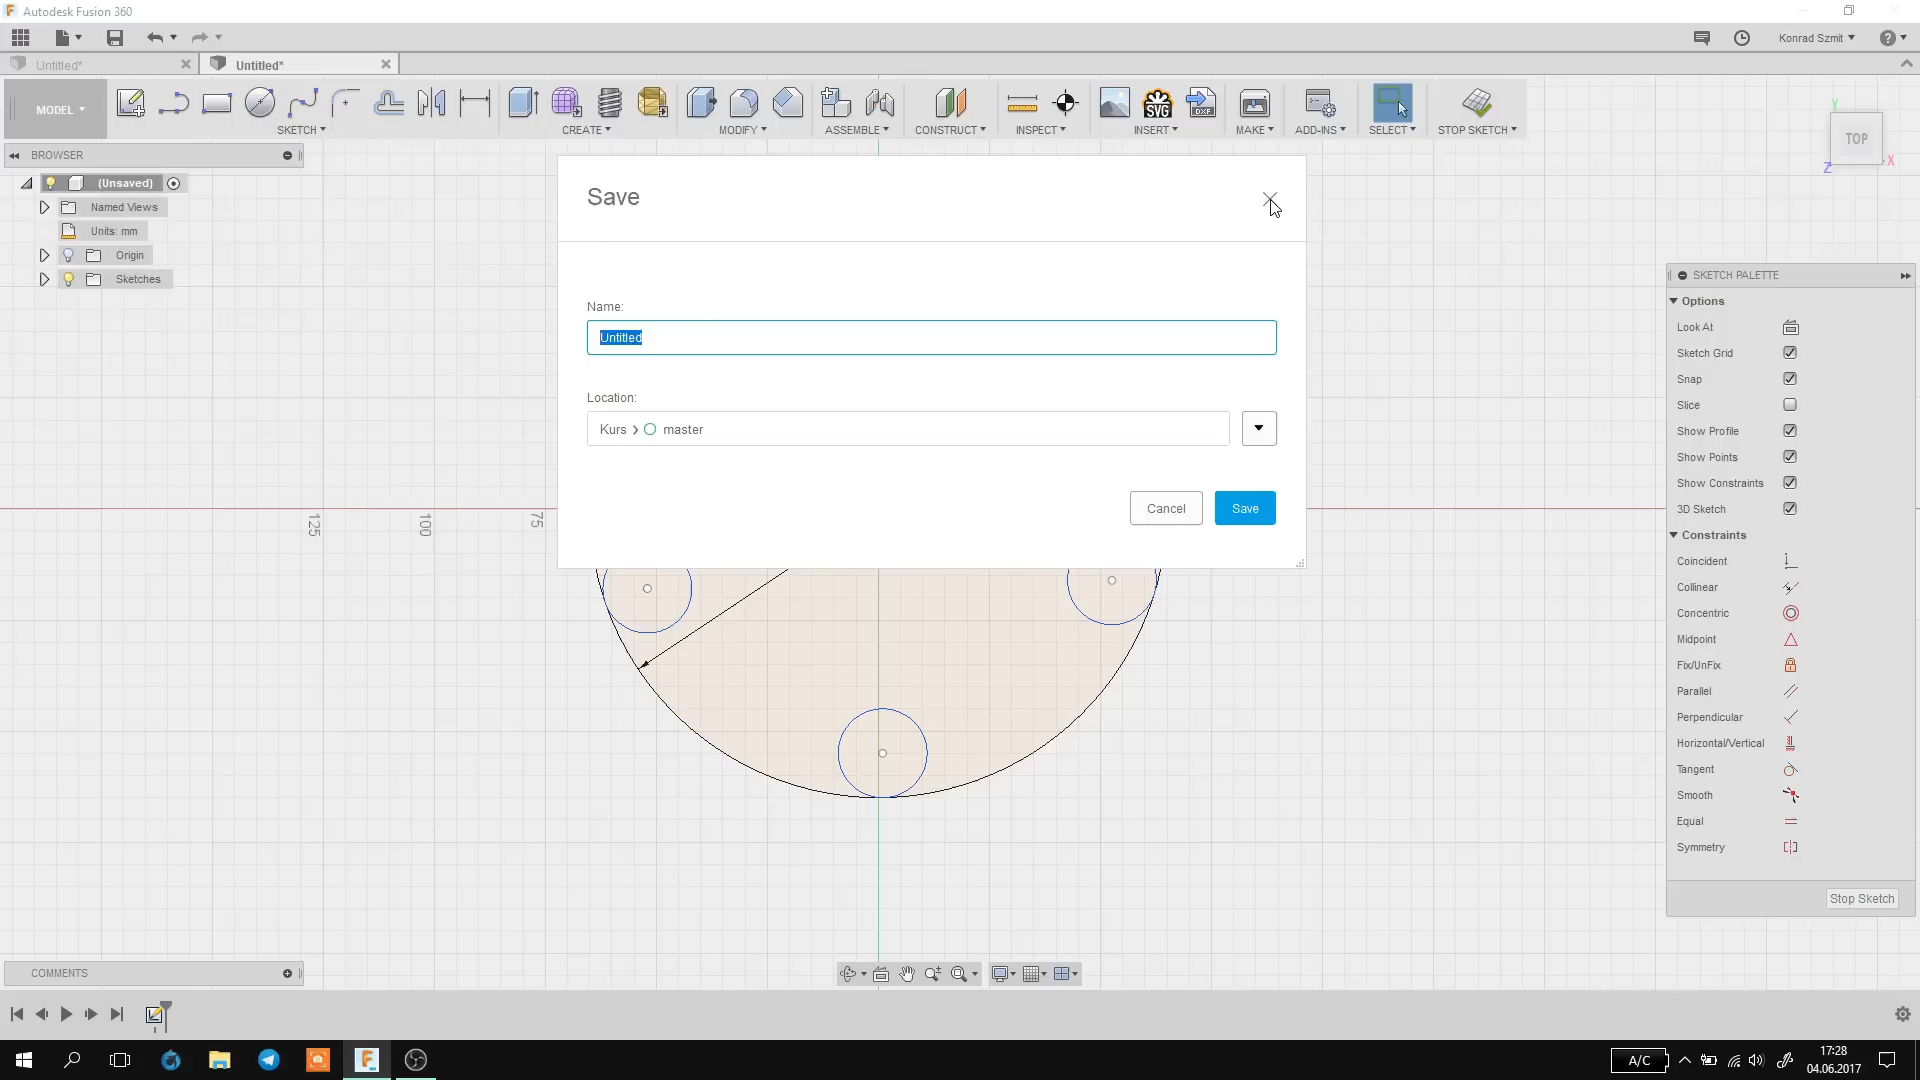 Autodesk Fusion 360
Konrad Szmit
Untitled*
Untitled*
MODEL
SKETCH
CREATE
MODIFY
ASSEMBLE
CONSTRUCT
INSPECT
SVG
DXF
INSERT
MAKE
ADD-INS
SELECT
STOP SKETCH
BROWSER
(Unsaved)
Named Views
Units: mm
Origin
Sketches
TOP
Y
X
Z
Save
Name:
Untitled
Location:
Kurs > master
Cancel
Save
125
100
75
SKETCH PALETTE
Options
Look At
Sketch Grid
Snap
Slice
Show Profile
Show Points
Show Constraints
3D Sketch
Constraints
Coincident
Collinear
Concentric
Midpoint
Fix/UnFix
Parallel
Perpendicular
Horizontal/Vertical
Tangent
Smooth
Equal
Symmetry
Stop Sketch
COMMENTS
A/C
17:28
04.06.2017